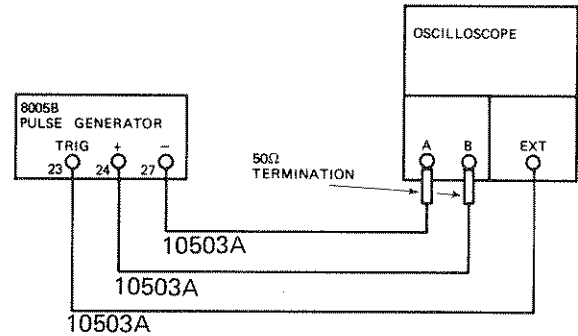 OSCILLOSCOPE
8005B
PULSE GENERATOR
TRIG + −
23 24 27
A B EXT
50Ω
TERMINATION
10503A
10503A
10503A